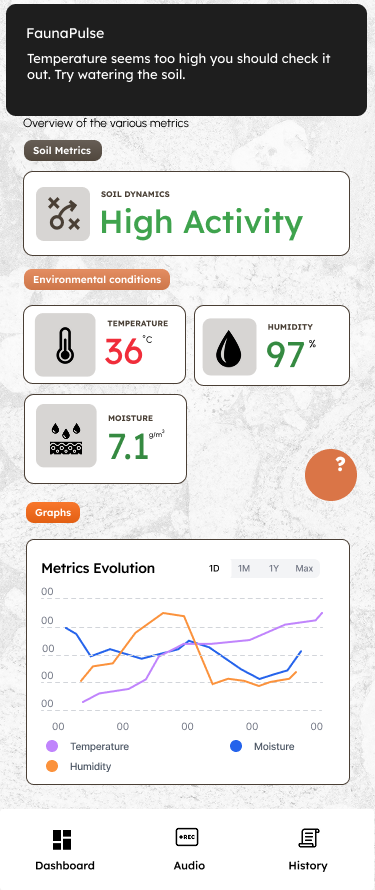 FaunaPulse
Temperature seems too high you should check it
out. Try watering the soil.
Overview of the various metrics
Soil Metrics
SOIL DYNAMICS
High Activity
Environmental conditions
TEMPERATURE
36 °C
HUMIDITY
97 %
MOISTURE
7.1 g/m³
?
Graphs
Metrics Evolution
1D 1M 1Y Max
00
00
00
00
00
00 00 00 00 00
Temperature Moisture
Humidity
REC
Dashboard Audio History